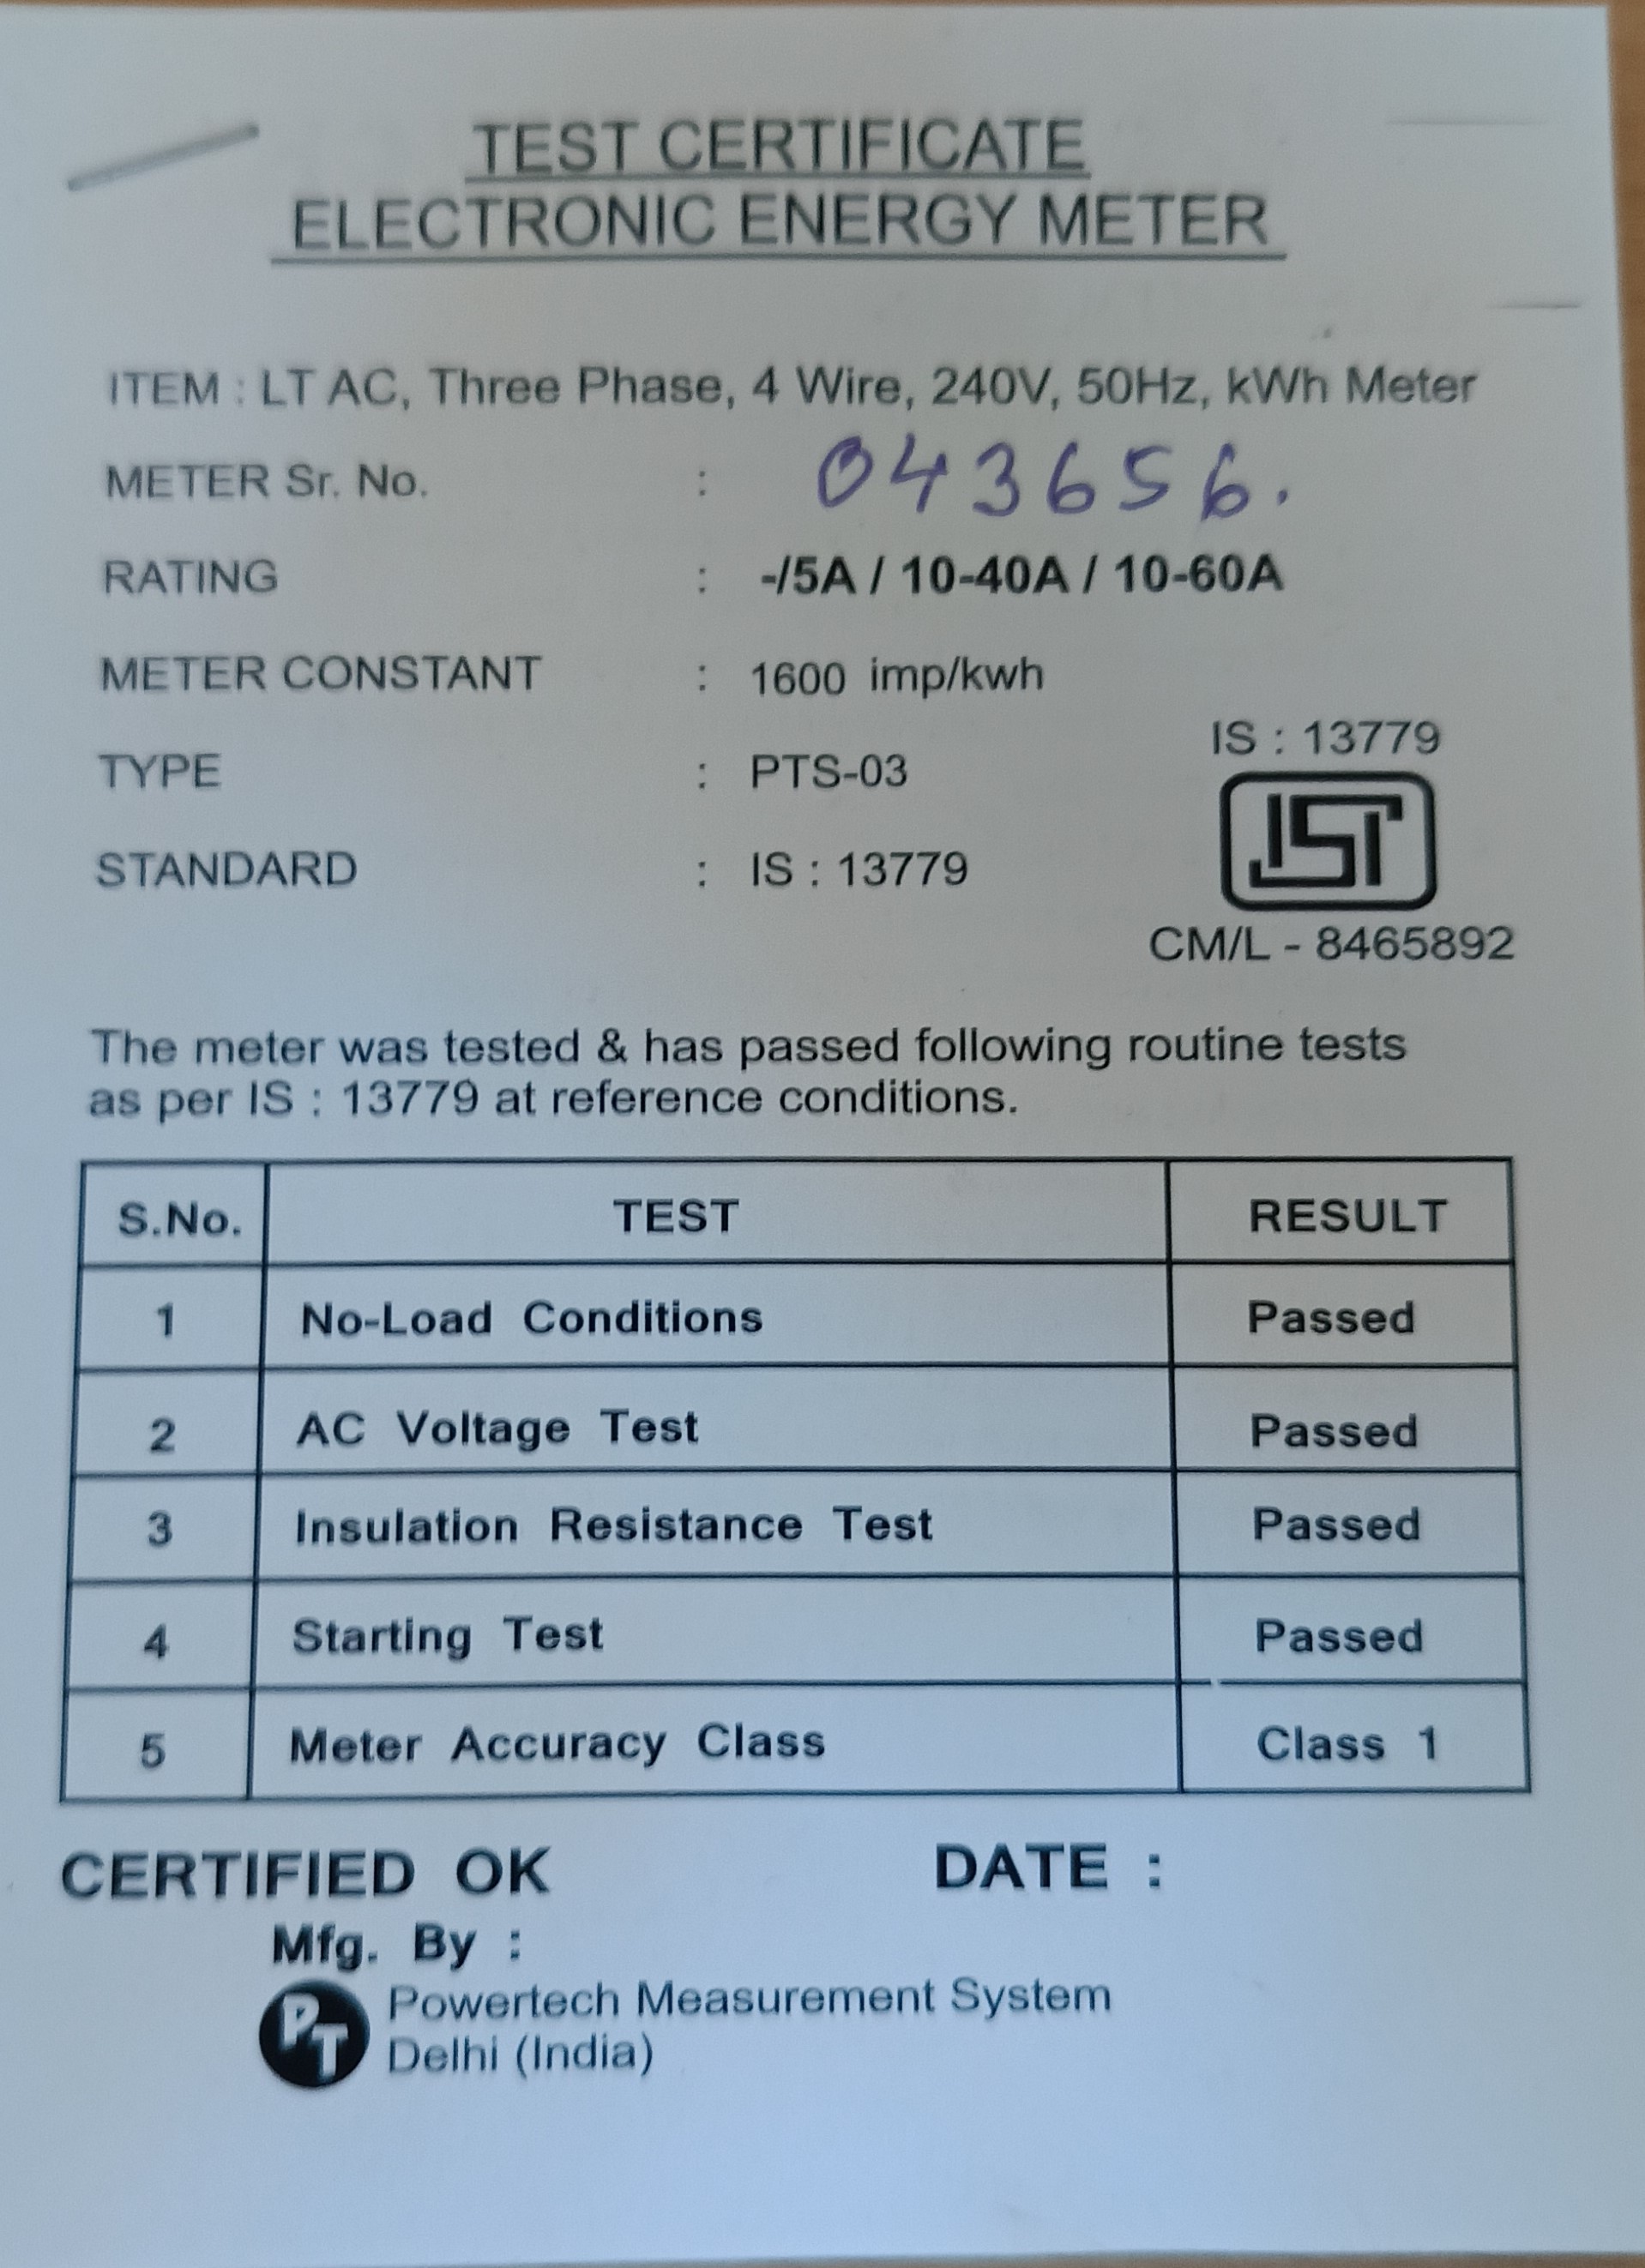 TEST CERTIFICATE
ELECTRONIC ENERGY METER
ITEM : LT AC, Three Phase, 4 Wire, 240V, 50Hz, kWh Meter
METER Sr. No. : 043656.
RATING : -/5A / 10-40A / 10-60A
METER CONSTANT : 1600 imp/kwh
IS : 13779
TYPE : PTS-03
STANDARD : IS : 13779
CM/L - 8465892
The meter was tested & has passed following routine tests
as per IS : 13779 at reference conditions.
S.No. TEST RESULT
1 No-Load Conditions Passed
2 AC Voltage Test Passed
3 Insulation Resistance Test Passed
4 Starting Test Passed
5 Meter Accuracy Class Class 1
CERTIFIED OK DATE :
Mfg. By :
PT Powertech Measurement System
Delhi (India)